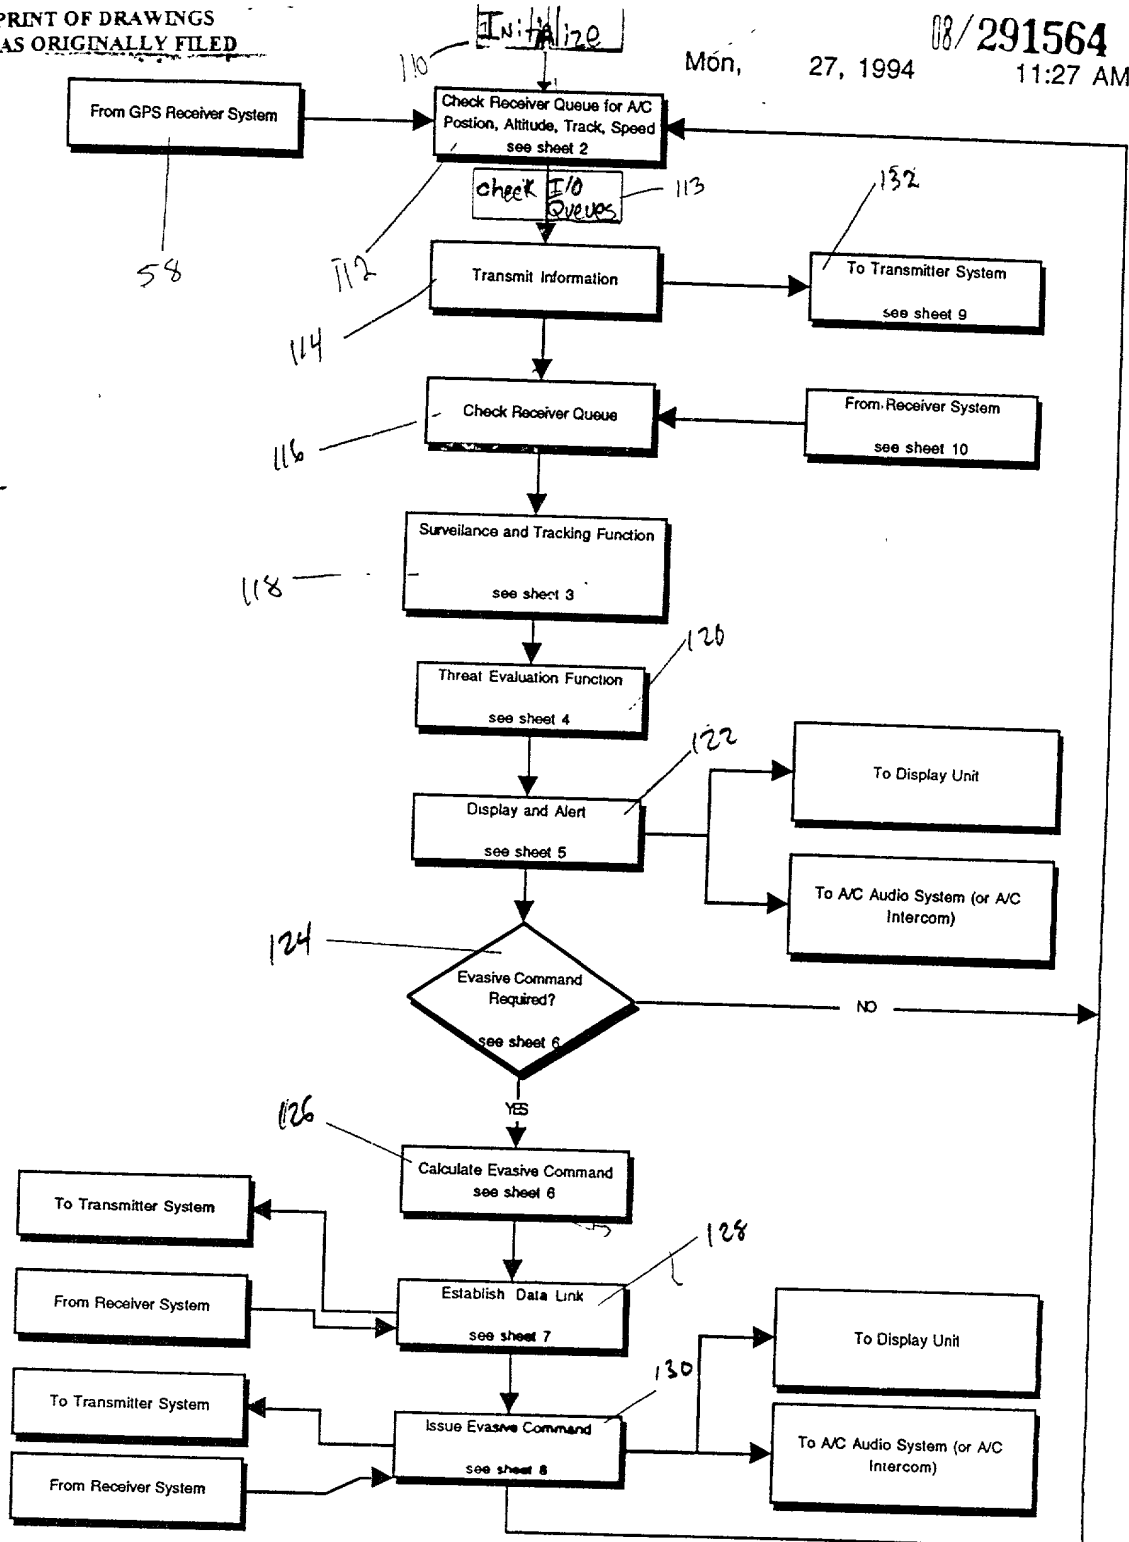 PRINT OF DRAWINGS
AS ORIGINALLY FILED
Initialize
08/291564
Mon, 27, 1994 11:27 AM
110
From GPS Receiver System
Check Receiver Queue for A/C
Postion, Altitude, Track, Speed
see sheet 2
check I/O
Queues
113
132
58
112
Transmit Information
To Transmitter System
see sheet 9
114
Check Receiver Queue
From Receiver System
see sheet 10
116
Surveilance and Tracking Function
see sheet 3
118
120
Threat Evaluation Function
see sheet 4
122
To Display Unit
Display and Alert
see sheet 5
To A/C Audio System (or A/C
Intercom)
124
Evasive Command
Required?
see sheet 6
NO
YES
126
Calculate Evasive Command
see sheet 6
To Transmitter System
128
Establish Data Link
see sheet 7
From Receiver System
To Display Unit
130
To Transmitter System
Issue Evasive Command
see sheet 8
To A/C Audio System (or A/C
Intercom)
From Receiver System